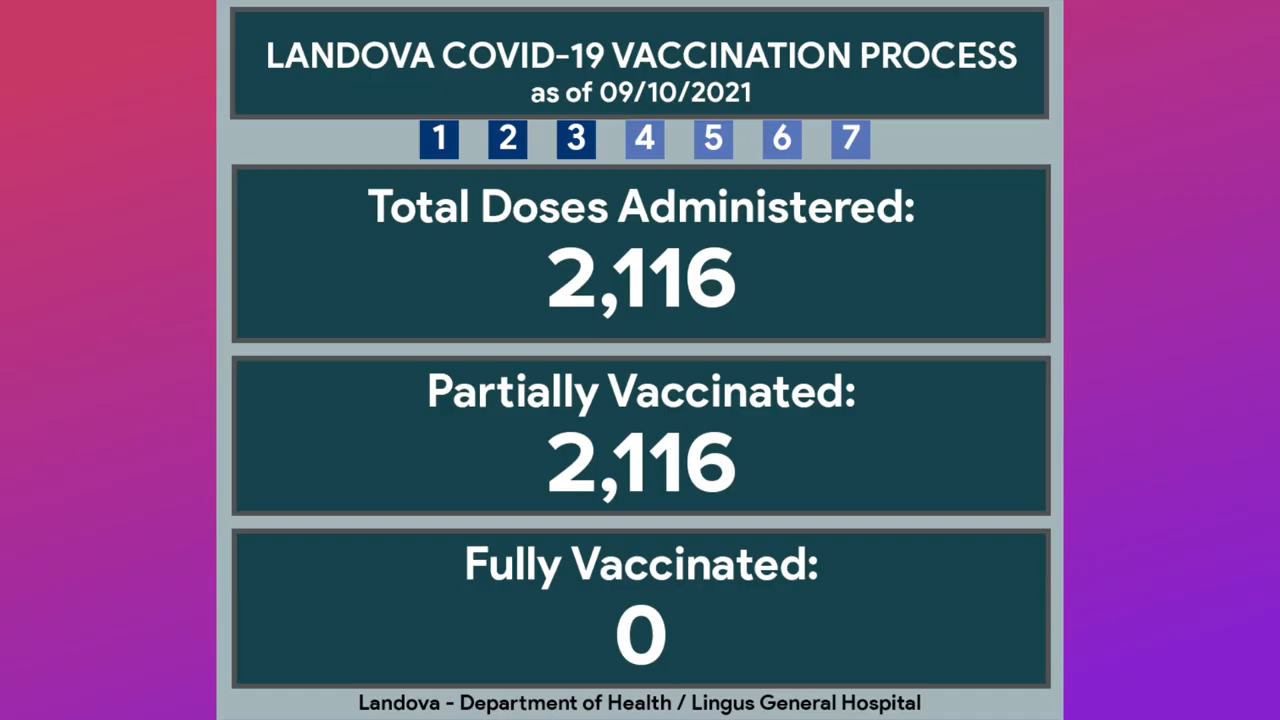 LANDOVA COVID-19 VACCINATION PROCESS
as of 09/10/2021
1 2 3 4 5 6 7
Total Doses Administered:
2,116
Partially Vaccinated:
2,116
Fully Vaccinated:
0
Landova - Department of Health / Lingus General Hospital